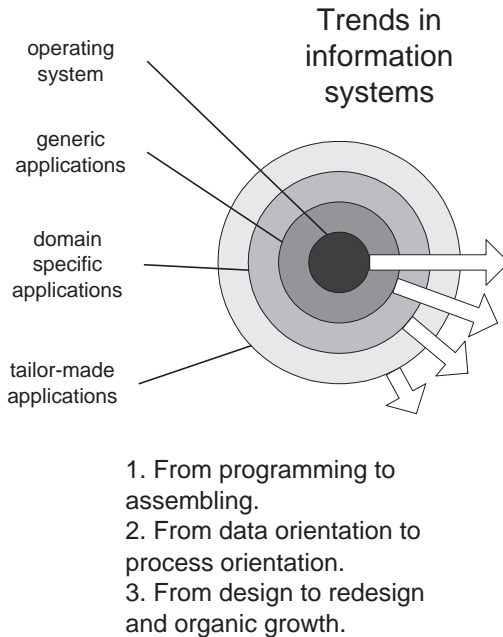 Trends in
information
systems
operating
system
generic
applications
domain
specific
applications
tailor-made
applications
1. From programming to
assembling.
2. From data orientation to
process orientation.
3. From design to redesign
and organic growth.